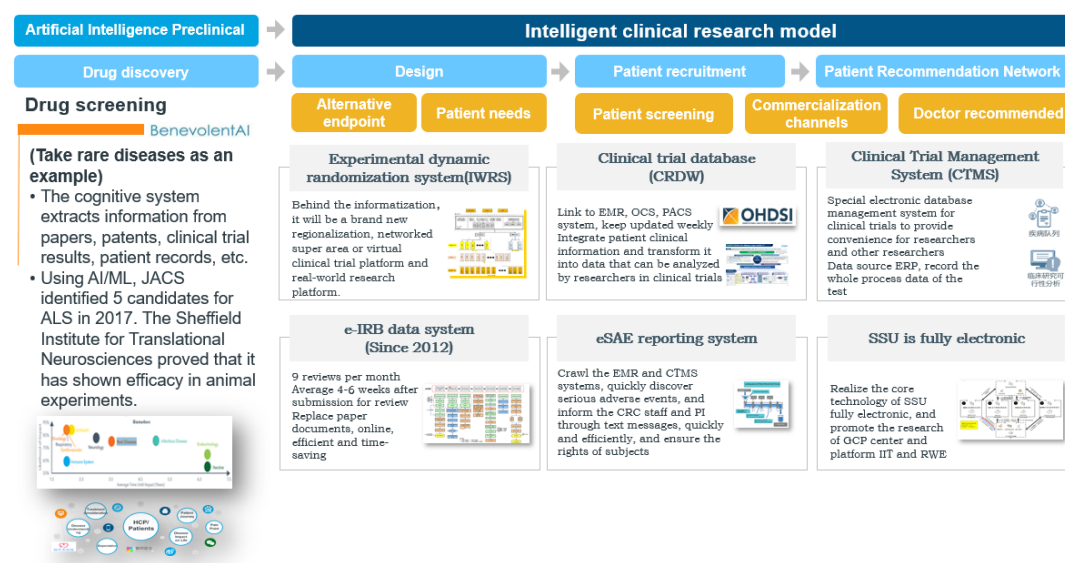 Artificial Intelligence Preclinical
Intelligent clinical research model
Drug discovery
Design
Patient recruitment
Patient Recommendation Network
Alternative
endpoint
Patient needs
Patient screening
Commercialization
channels
Doctor recommended
Drug screening
BenevolentAI
(Take rare diseases as an
example)
• The cognitive system
extracts information from
papers, patents, clinical trial
results, patient records, etc.
• Using AI/ML, JACS
identified 5 candidates for
ALS in 2017. The Sheffield
Institute for Translational
Neurosciences proved that it
has shown efficacy in animal
experiments.
HCP/
Patients
Experimental dynamic
randomization system(IWRS)
Behind the informatization,
it will be a brand new
regionalization, networked
super area or virtual
clinical trial platform and
real-world research
platform.
Clinical trial database
(CRDW)
Link to EMR, OCS, PACS
system, keep updated weekly
Integrate patient clinical
information and transform it
into data that can be analyzed
by researchers in clinical trials
OHDSI
Clinical Trial Management
System (CTMS)
Special electronic database
management system for
clinical trials to provide
convenience for researchers
and other researchers
Data source ERP, record the
whole process data of the
test
疾病队列
临床研究可
行性分析
e-IRB data system
(Since 2012)
9 reviews per month
Average 4-6 weeks after
submission for review
Replace paper
documents, online,
efficient and time-
saving
eSAE reporting system
Crawl the EMR and CTMS
systems, quickly discover
serious adverse events, and
inform the CRC staff and PI
through text messages, quickly
and efficiently, and ensure the
rights of subjects
SSU is fully electronic
Realize the core
technology of SSU
fully electronic, and
promote the research
of GCP center and
platform IIT and RWE